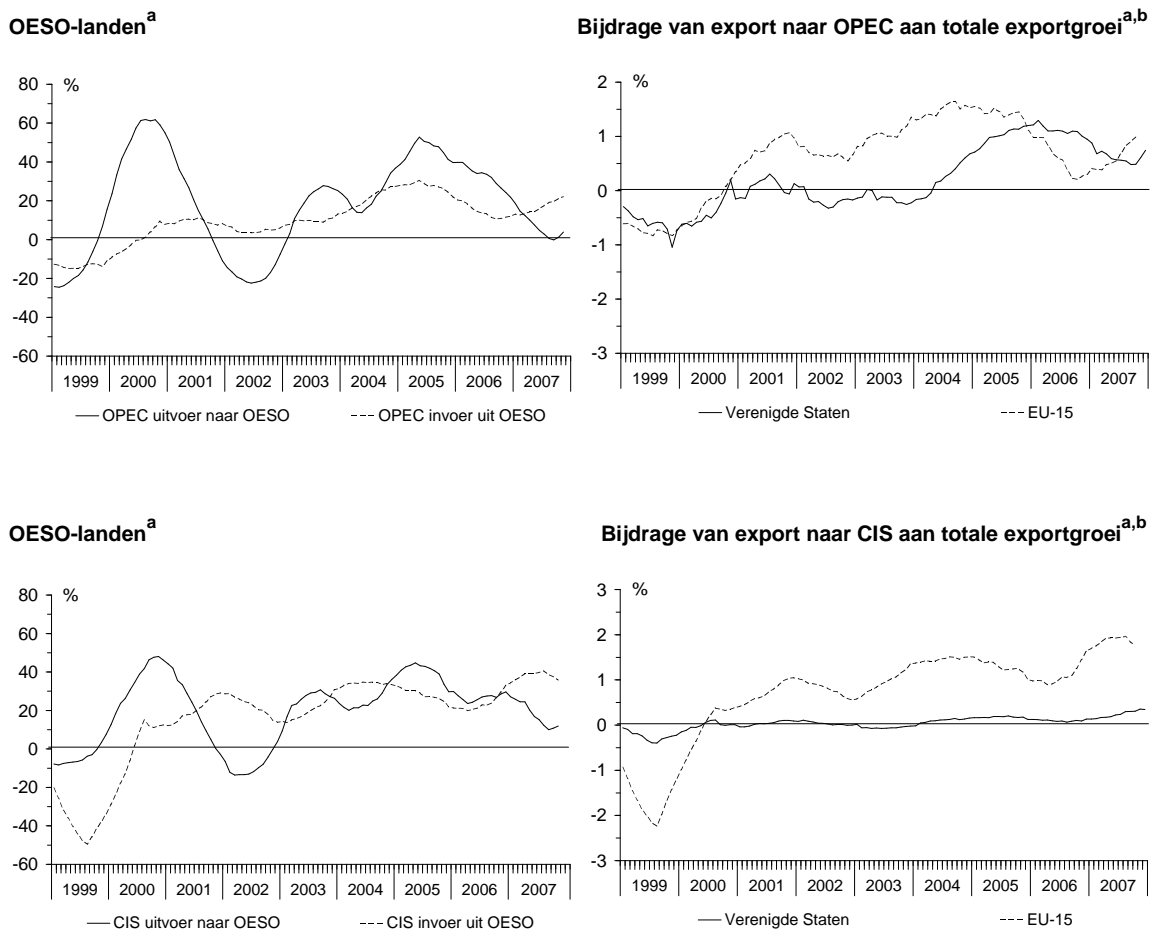 OESO-landen^a
%
80
60
40
20
0
-20
-40
-60
1999 2000 2001 2002 2003 2004 2005 2006 2007
OPEC uitvoer naar OESO OPEC invoer uit OESO
Bijdrage van export naar OPEC aan totale exportgroei^a,b
%
2
1
0
-1
-2
-3
1999 2000 2001 2002 2003 2004 2005 2006 2007
Verenigde Staten EU-15
OESO-landen^a
%
80
60
40
20
0
-20
-40
-60
1999 2000 2001 2002 2003 2004 2005 2006 2007
CIS uitvoer naar OESO CIS invoer uit OESO
Bijdrage van export naar CIS aan totale exportgroei^a,b
%
3
2
1
0
-1
-2
-3
1999 2000 2001 2002 2003 2004 2005 2006 2007
Verenigde Staten EU-15